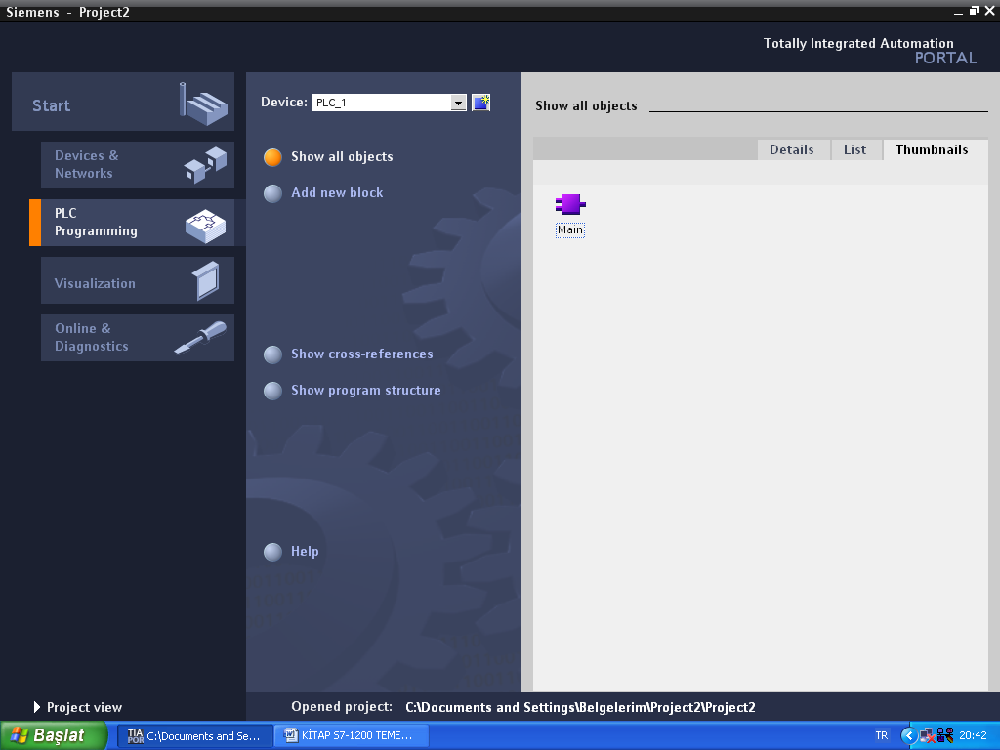 Siemens - Project2
Totally Integrated Automation
PORTAL
Start
Devices &
Networks
PLC
Programming
Visualization
Online &
Diagnostics
Project view
Device: PLC_1
Show all objects
Add new block
Show cross-references
Show program structure
Help
Show all objects
Details List Thumbnails
Main
Opened project: C:\Documents and Settings\Belgelerim\Project2\Project2
Başlat
TIA
POR
C:\Documents and Se...
KİTAP S7-1200 TEME...
TR
20:42